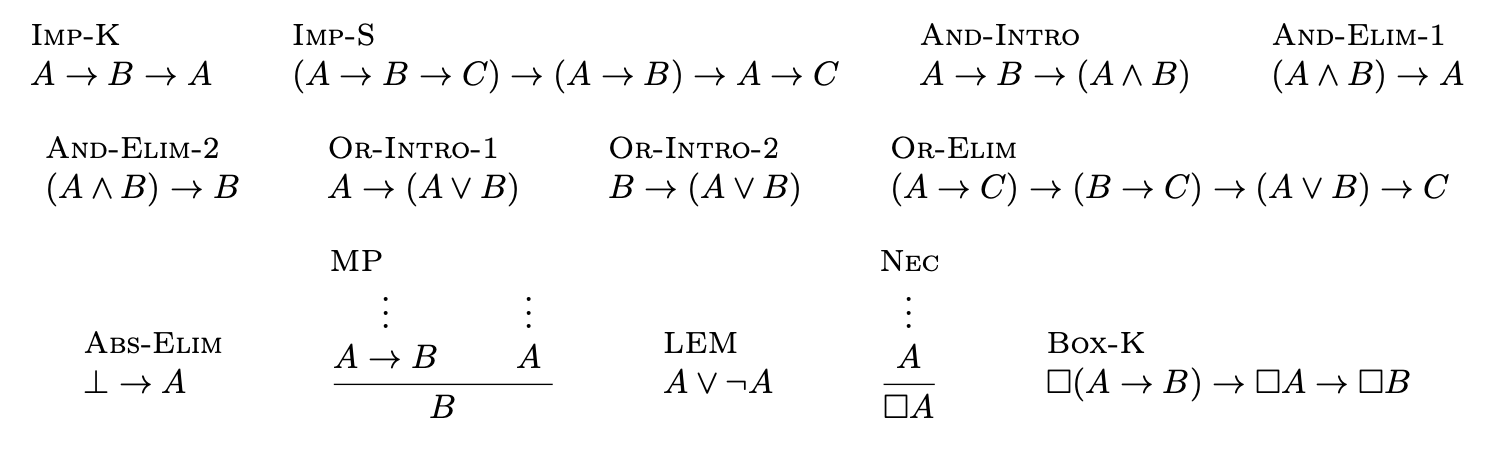 IMP-K IMP-S AND-INTRO AND-ELIM-1
A → B → A (A → B → C) → (A → B) → A → C A → B → (A ∧ B) (A ∧ B) → A
AND-ELIM-2 OR-INTRO-1 OR-INTRO-2 OR-ELIM
(A ∧ B) → B A → (A ∨ B) B → (A ∨ B) (A → C) → (B → C) → (A ∨ B) → C
MP NEC
⋮ ⋮ ⋮
ABS-ELIM LEM BOX-K
A → B A A
⊥ → A A ∨ ¬A □(A → B) → □A → □B
B □A